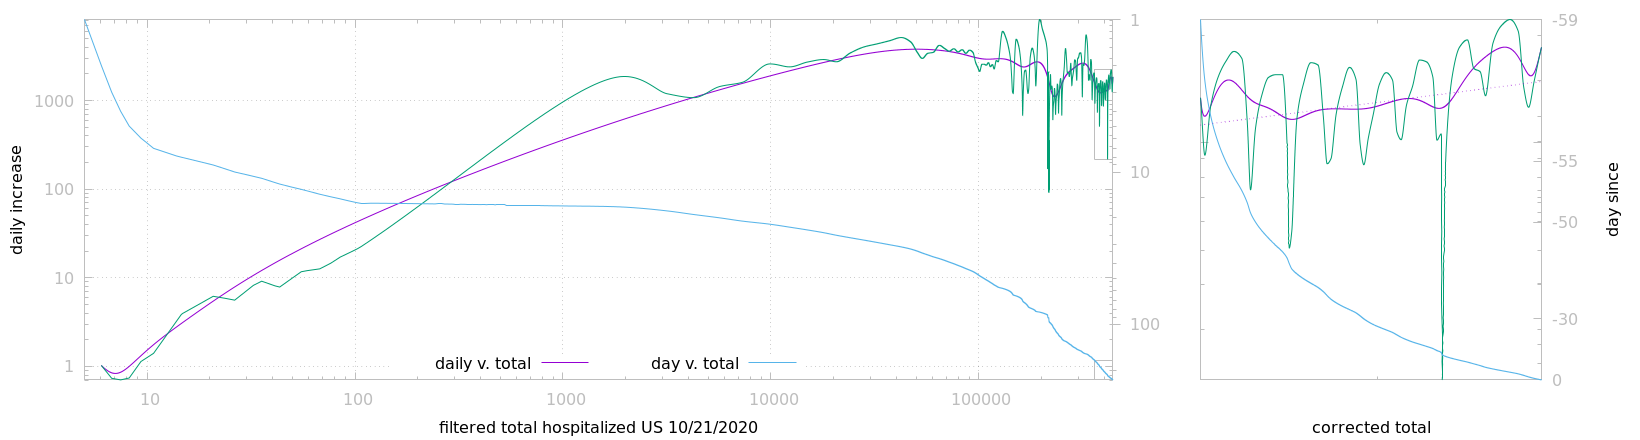 daily increase
1000
100
10
1
10
100
1000
10000
100000
1
10
100
daily v. total
day v. total
filtered total hospitalized US 10/21/2020
-59
-55
-50
-30
0
day since
corrected total